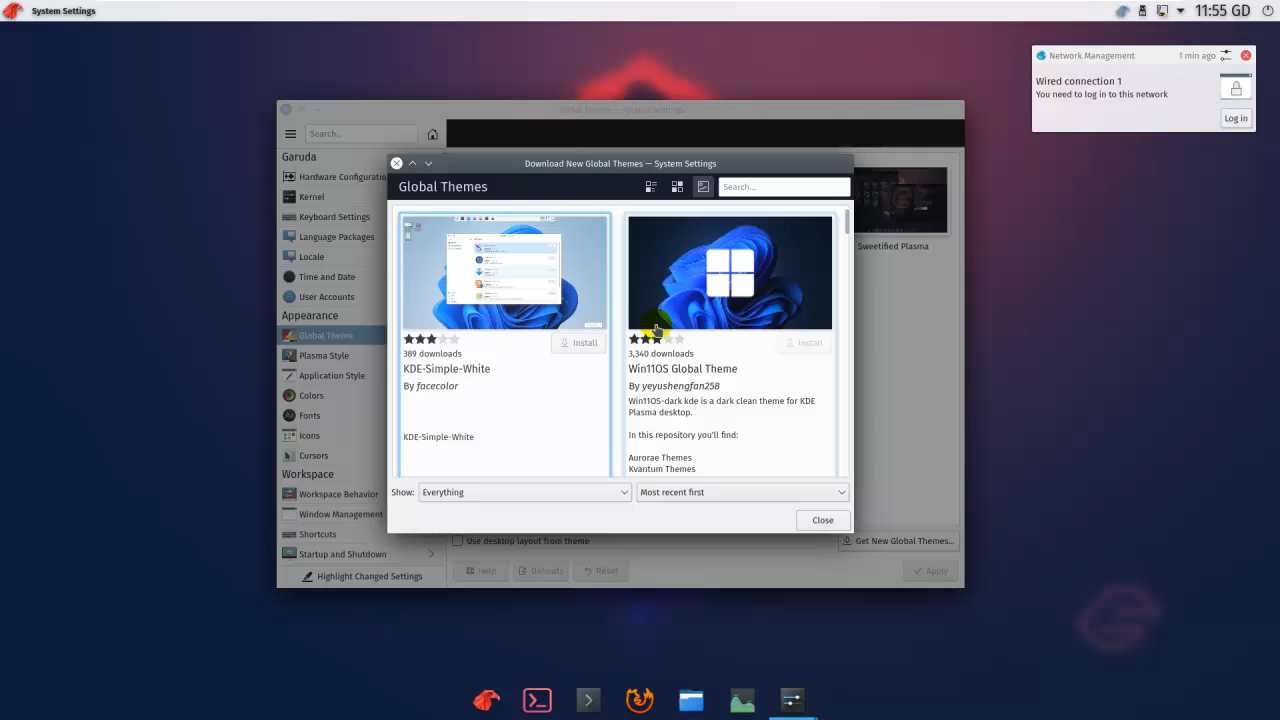 System Settings
11:55 GD
Network Management
1 min ago
Wired connection 1
You need to log in to this network
Log in
Global Theme — System Settings
Search...
Garuda
Hardware Configuratio
Kernel
Keyboard Settings
Language Packages
Locale
Time and Date
User Accounts
Appearance
Global Theme
Plasma Style
Application Style
Colors
Fonts
Icons
Cursors
Workspace
Workspace Behavior
Window Management
Shortcuts
Startup and Shutdown
Highlight Changed Settings
Sweetified Plasma
Use desktop layout from theme
Get New Global Themes...
Help
Defaults
Reset
Apply
Download New Global Themes — System Settings
Global Themes
Search...
Install
389 downloads
KDE-Simple-White
By facecolor
KDE-Simple-White
Install
3,340 downloads
Win11OS Global Theme
By yeyushengfan258
Win11OS-dark kde is a dark clean theme for KDE
Plasma desktop.
In this repository you'll find:
Aurorae Themes
Kvantum Themes
Show:
Everything
Most recent first
Close